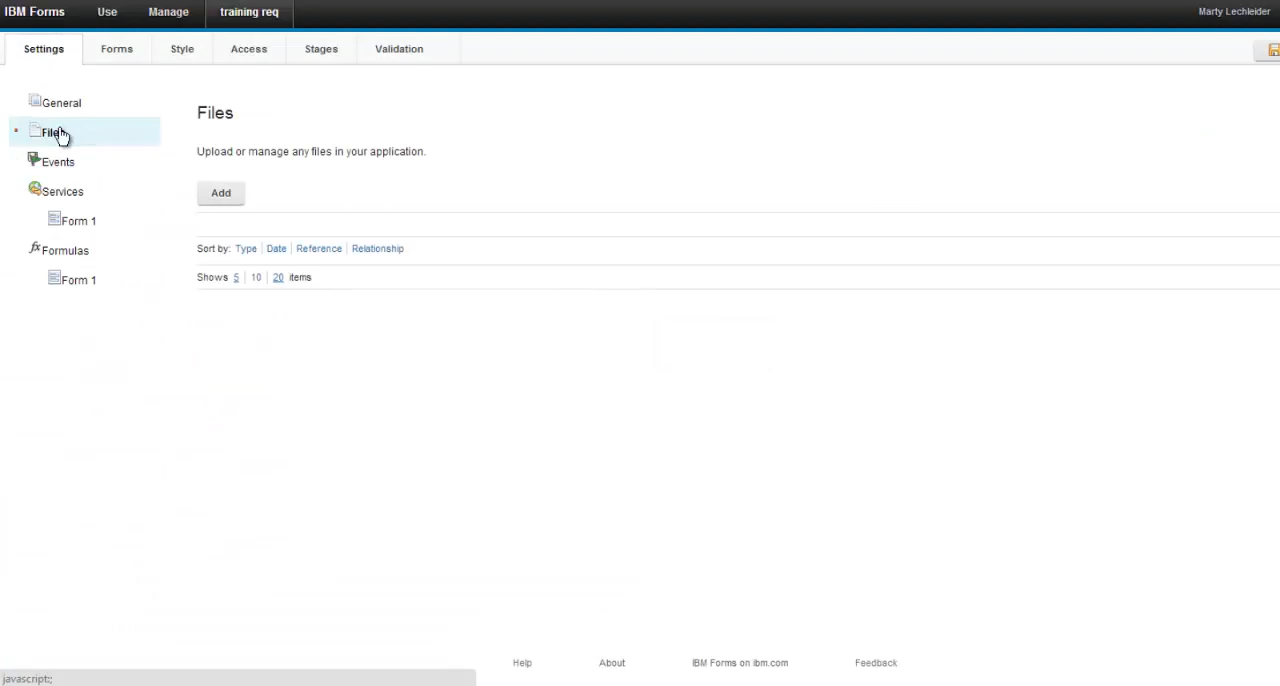 IBM Forms Use Manage training req Marty Lechleider
Settings Forms Style Access Stages Validation
General
Files
Events
Services
Form 1
Formulas
Form 1
Files
Upload or manage any files in your application.
Add
Sort by: Type Date Reference Relationship
Shows 5 10 20 items
Help About IBM Forms on ibm.com Feedback
javascript:;